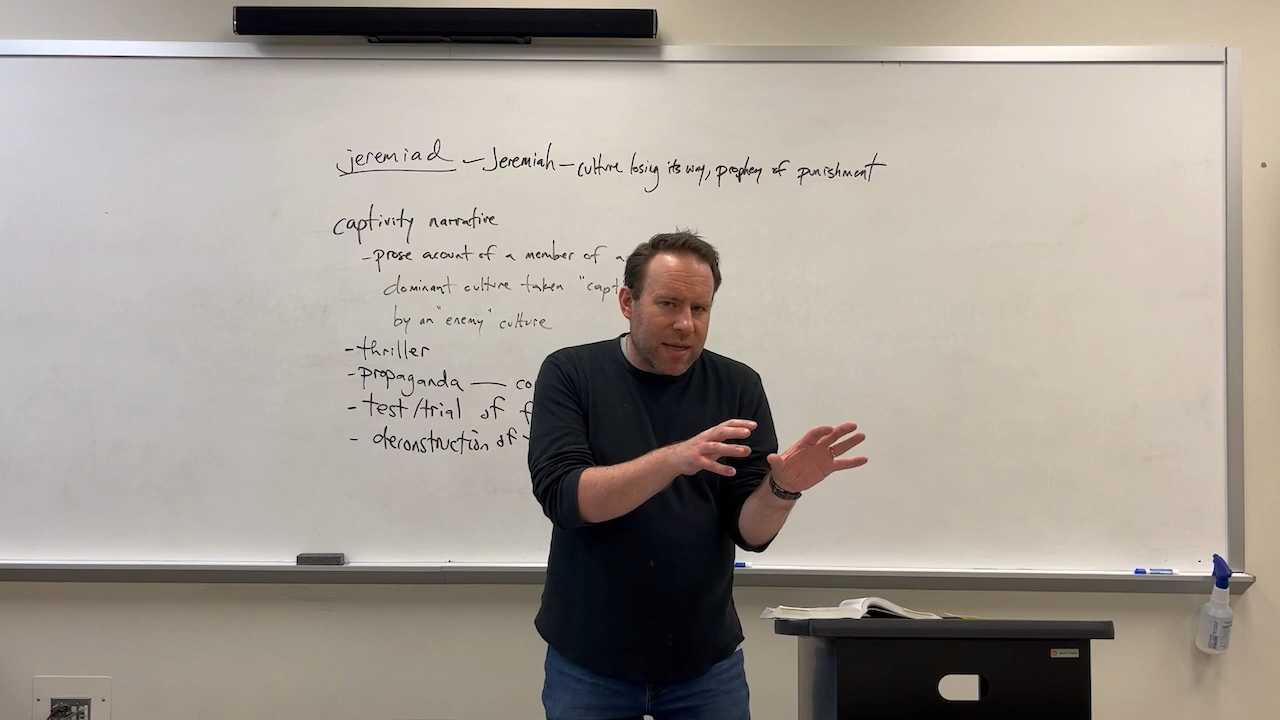 jeremiad - Jeremiah - culture losing its way, prophecy of punishment
captivity narrative
- prose acount of a member of a
dominant culture taken "capt
by an "enemy" culture
- thriller
- propaganda — co
- test/trial of f
- deconstruction of